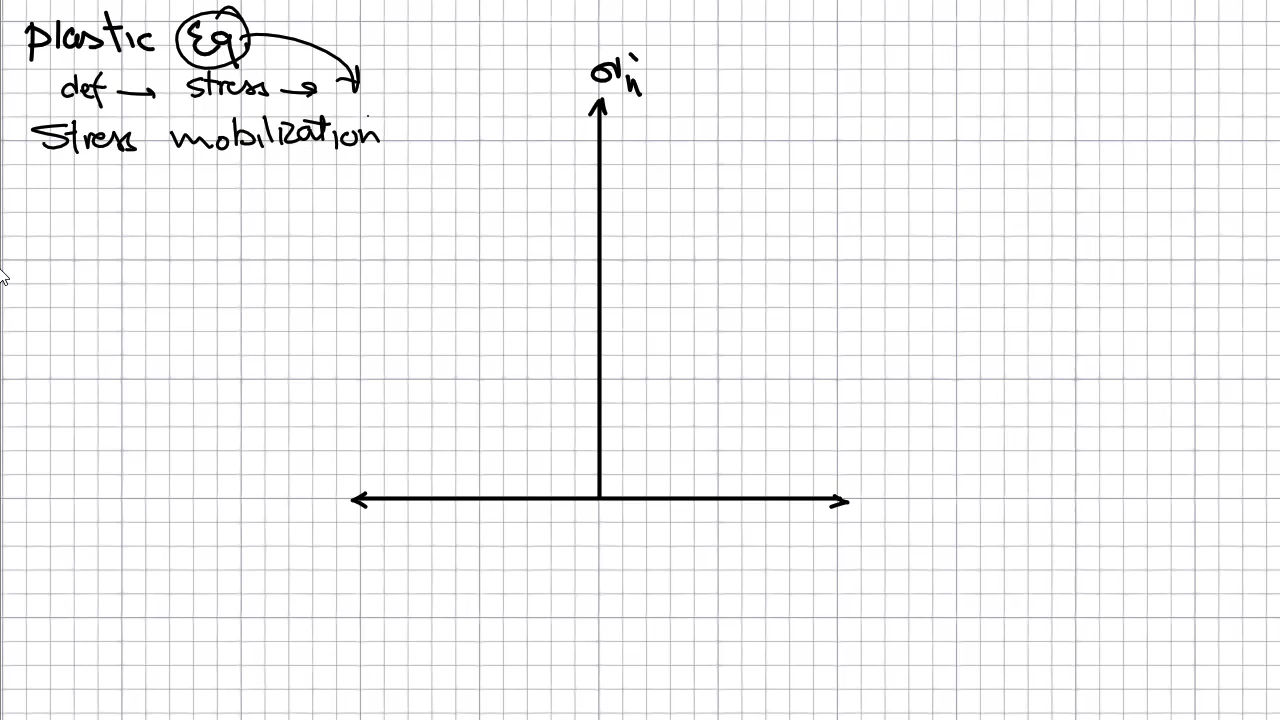 plastic Eq
def → stress →
Stress mobilization
σ'h